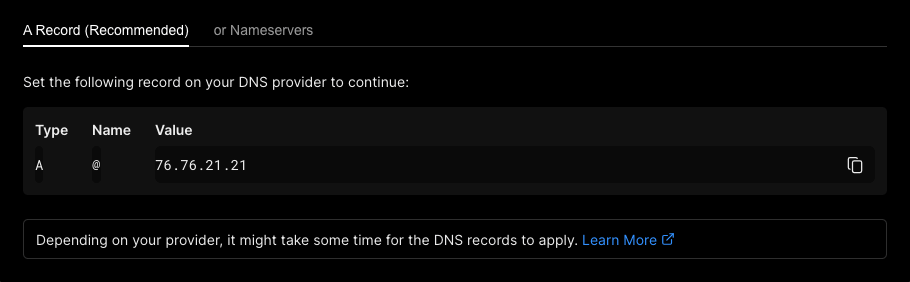 A Record (Recommended) or Nameservers
Set the following record on your DNS provider to continue:
Type Name Value
A @ 76.76.21.21
Depending on your provider, it might take some time for the DNS records to apply. Learn More